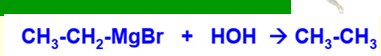 CH₃-CH₂-MgBr + HOH → CH₃-CH₃